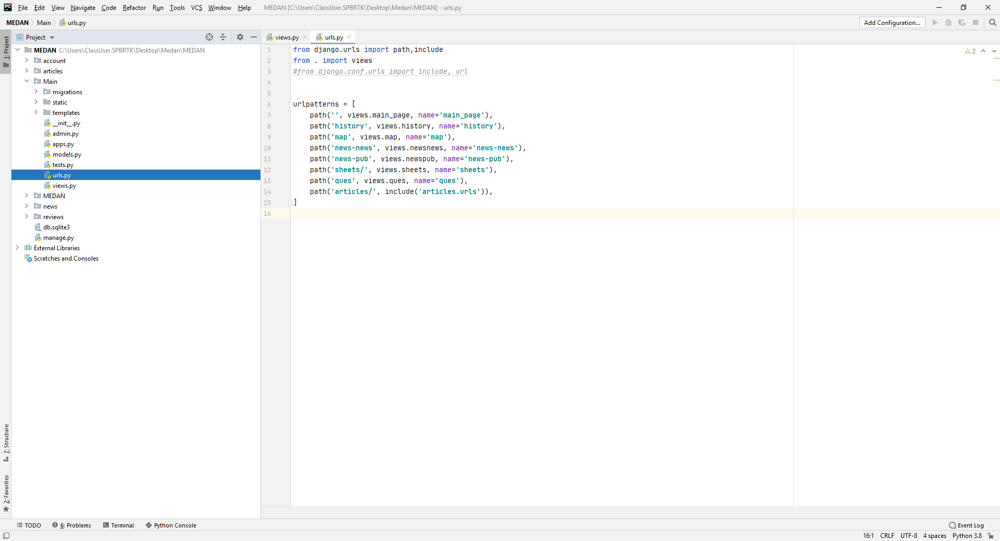 PC File Edit View Navigate Code Refactor Run Tools VCS Window Help MEDAN [C:\Users\ClassUser.SPBRTK\Desktop\Medan\MEDAN] - urls.py
MEDAN Main urls.py Add Configuration...
1: Project
Project
views.py urls.py
MEDAN C:\Users\ClassUser.SPBRTK\Desktop\Medan\MEDAN
account
articles
Main
migrations
static
templates
__init__.py
admin.py
apps.py
models.py
tests.py
urls.py
views.py
MEDAN
news
reviews
db.sqlite3
manage.py
External Libraries
Scratches and Consoles
1 from django.urls import path,include
2 from . import views
3 #from django.conf.urls import include, url
4
5
6 urlpatterns = [
7 path('', views.main_page, name='main_page'),
8 path('history', views.history, name='history'),
9 path('map', views.map, name='map'),
10 path('news-news', views.newsnews, name='news-news'),
11 path('news-pub', views.newspub, name='news-pub'),
12 path('sheets/', views.sheets, name='sheets'),
13 path('ques', views.ques, name='ques'),
14 path('articles/', include('articles.urls')),
15 ]
16
2
7: Structure
2: Favorites
TODO 6: Problems Terminal Python Console Event Log
16:1 CRLF UTF-8 4 spaces Python 3.8